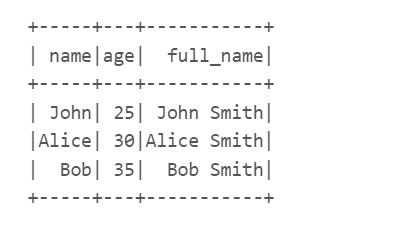 +-----+---+-----------+
| name|age|  full_name|
+-----+---+-----------+
| John| 25| John Smith|
|Alice| 30|Alice Smith|
|  Bob| 35|  Bob Smith|
+-----+---+-----------+